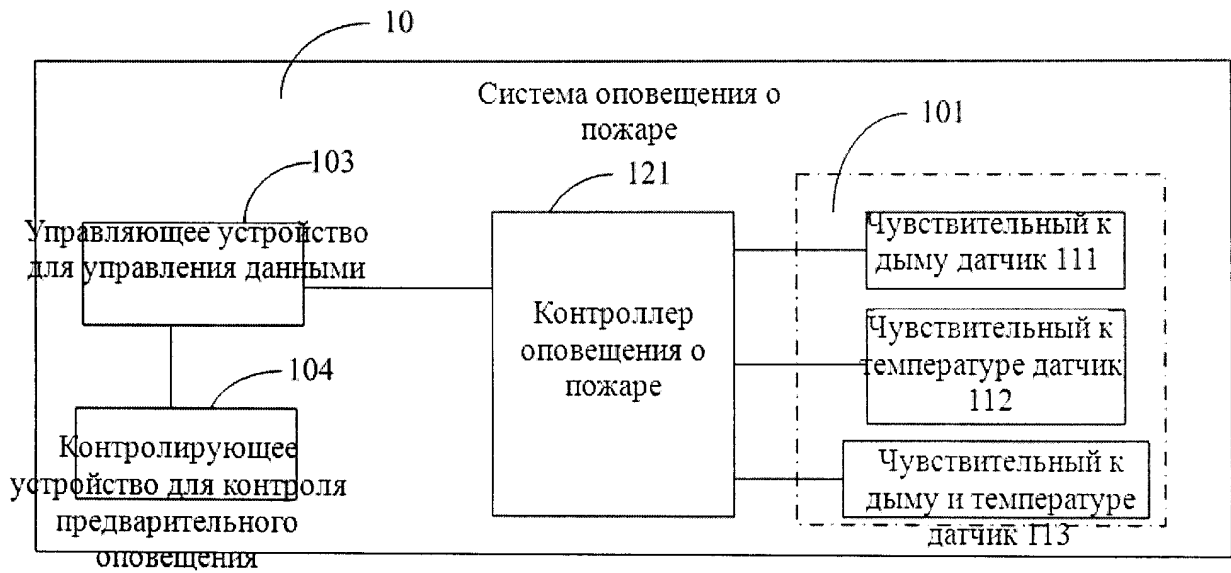 10
Система оповещения о
пожаре
101
103
121
Управляющее устройство
для управления данными
Контроллер
оповещения о
пожаре
Чувствительный к
дыму датчик 111
Чувствительный к
температуре датчик
112
104
Контролирующее
устройство для контроля
предварительного
оповещения
Чувствительный к
дыму и температуре
датчик 113